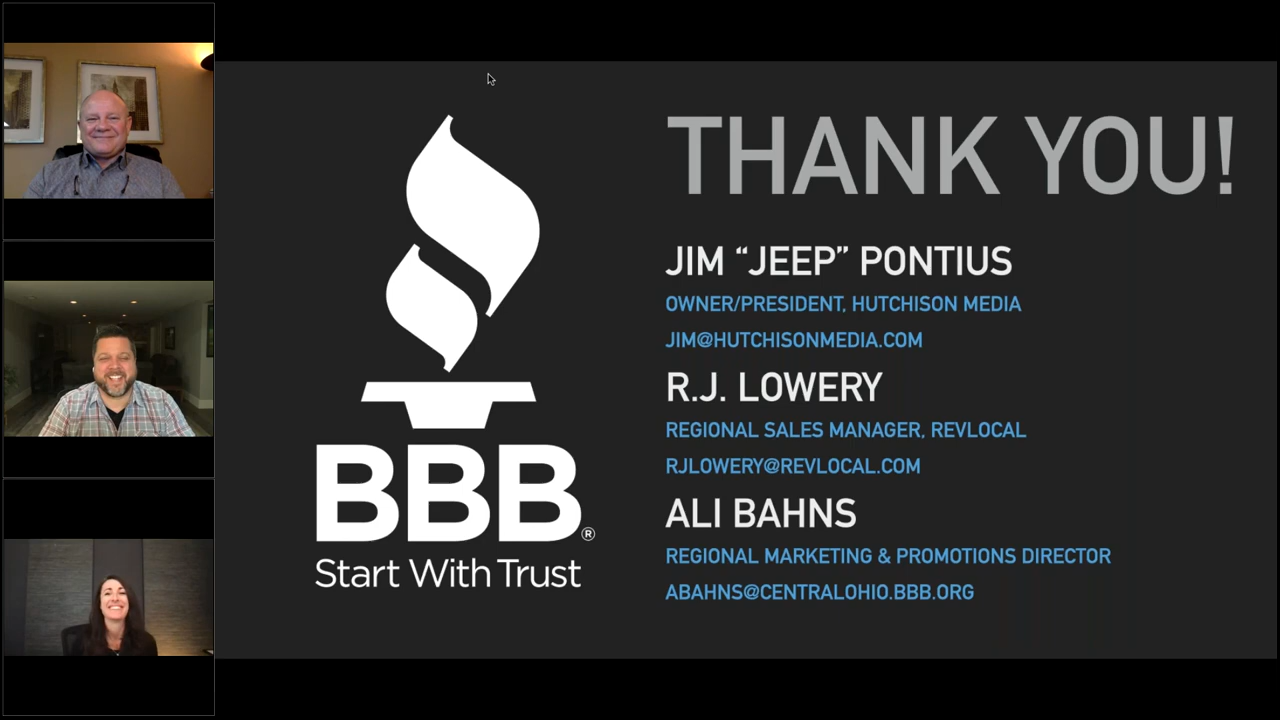 THANK YOU!
JIM “JEEP” PONTIUS
OWNER/PRESIDENT, HUTCHISON MEDIA
JIM@HUTCHISONMEDIA.COM
R.J. LOWERY
REGIONAL SALES MANAGER, REVLOCAL
RJLOWERY@REVLOCAL.COM
ALI BAHNS
REGIONAL MARKETING & PROMOTIONS DIRECTOR
ABAHNS@CENTRALOHIO.BBB.ORG
BBB®
Start With Trust